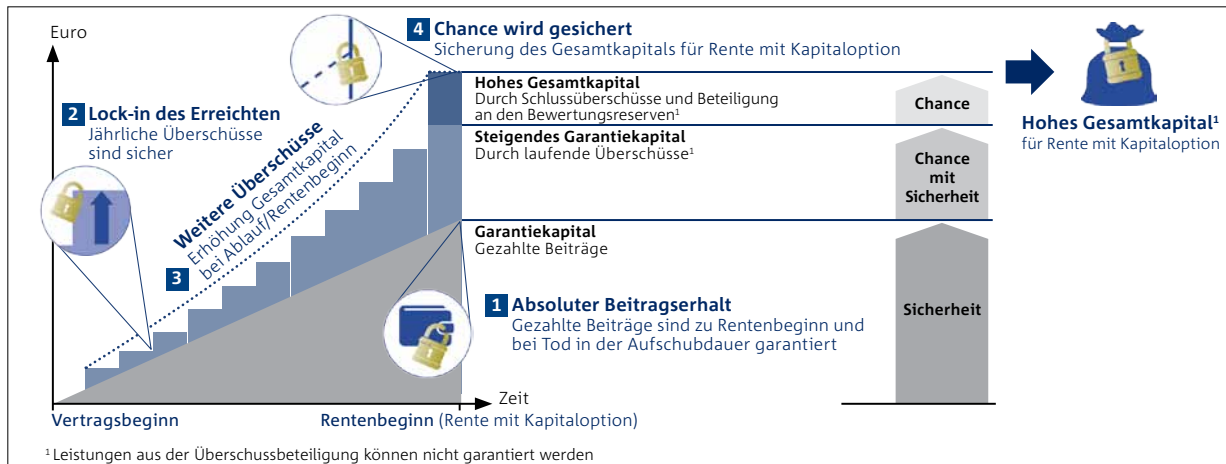 Euro
4 Chance wird gesichert
Sicherung des Gesamtkapitals für Rente mit Kapitaloption
Hohes Gesamtkapital
Durch Schlussüberschüsse und Beteiligung
an den Bewertungsreserven¹
Chance
Hohes Gesamtkapital¹
für Rente mit Kapitaloption
2 Lock-in des Erreichten
Jährliche Überschüsse
sind sicher
Steigendes Garantiekapital
Durch laufende Überschüsse¹
Chance
mit
Sicherheit
3 Weitere Überschüsse
Erhöhung Gesamtkapital
bei Ablauf/Rentenbeginn
Garantiekapital
Gezahlte Beiträge
1 Absoluter Beitragserhalt
Gezahlte Beiträge sind zu Rentenbeginn und
bei Tod in der Aufschubdauer garantiert
Sicherheit
Zeit
Vertragsbeginn
Rentenbeginn (Rente mit Kapitaloption)
¹ Leistungen aus der Überschussbeteiligung können nicht garantiert werden